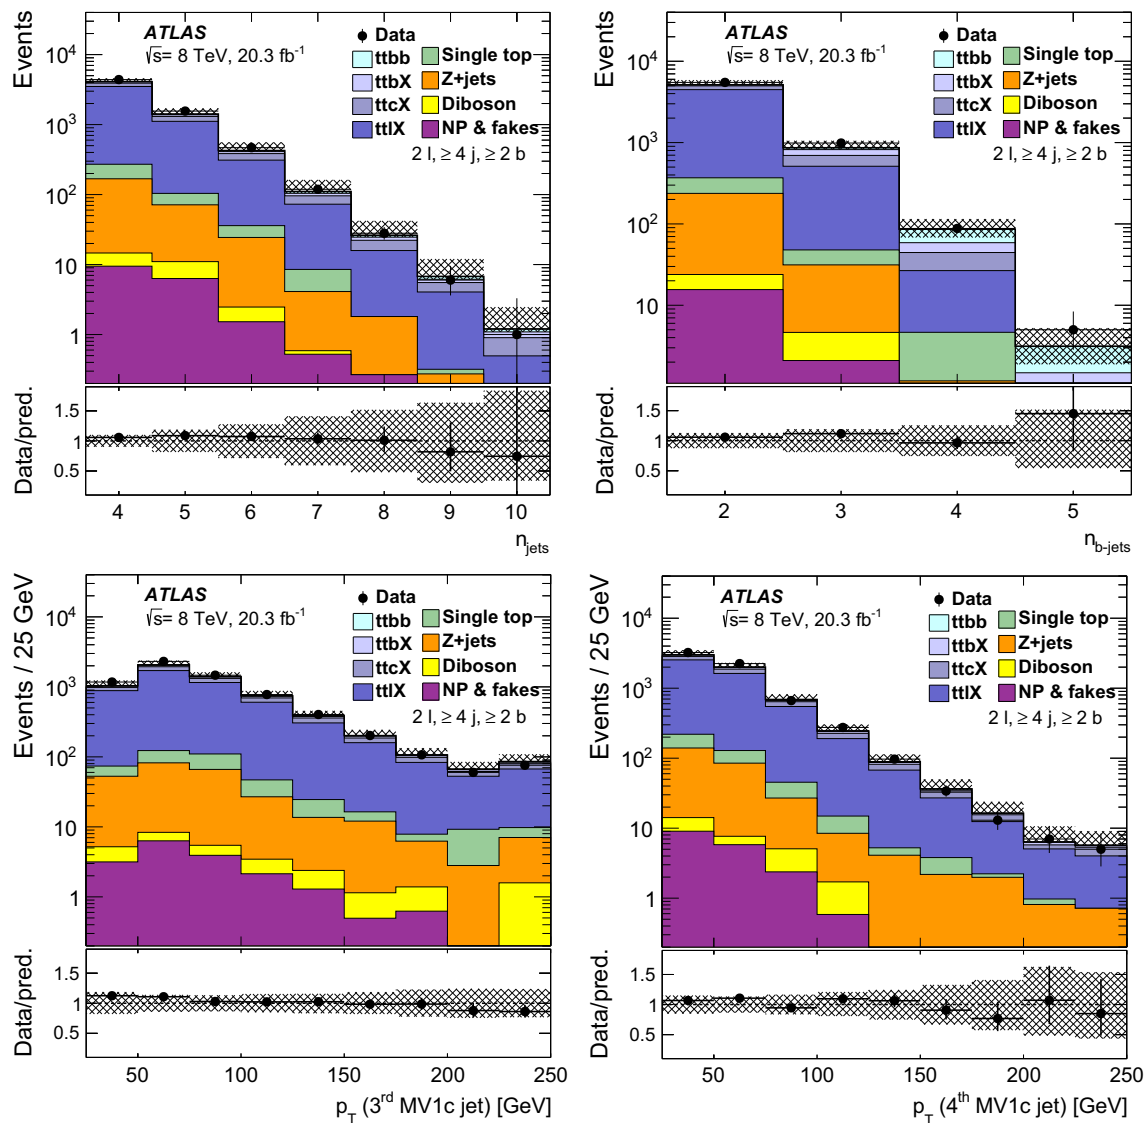 Events
ATLAS
√s= 8 TeV, 20.3 fb⁻¹
Data
ttbb
ttbX
ttcX
ttlX
Single top
Z+jets
Diboson
NP & fakes
2 l, ≥ 4 j, ≥ 2 b
10⁴
10³
10²
10
1
Data/pred.
1.5
1
0.5
4 5 6 7 8 9 10
n_jets
Events
ATLAS
√s= 8 TeV, 20.3 fb⁻¹
Data
ttbb
ttbX
ttcX
ttlX
Single top
Z+jets
Diboson
NP & fakes
2 l, ≥ 4 j, ≥ 2 b
10⁴
10³
10²
10
Data/pred.
1.5
1
0.5
2 3 4 5
n_b-jets
Events / 25 GeV
ATLAS
√s= 8 TeV, 20.3 fb⁻¹
Data
ttbb
ttbX
ttcX
ttlX
Single top
Z+jets
Diboson
NP & fakes
2 l, ≥ 4 j, ≥ 2 b
10⁴
10³
10²
10
1
Data/pred.
1.5
1
0.5
50 100 150 200 250
p_T (3ʳᵈ MV1c jet) [GeV]
Events / 25 GeV
ATLAS
√s= 8 TeV, 20.3 fb⁻¹
Data
ttbb
ttbX
ttcX
ttlX
Single top
Z+jets
Diboson
NP & fakes
2 l, ≥ 4 j, ≥ 2 b
10⁴
10³
10²
10
1
Data/pred.
1.5
1
0.5
50 100 150 200 250
p_T (4ᵗʰ MV1c jet) [GeV]